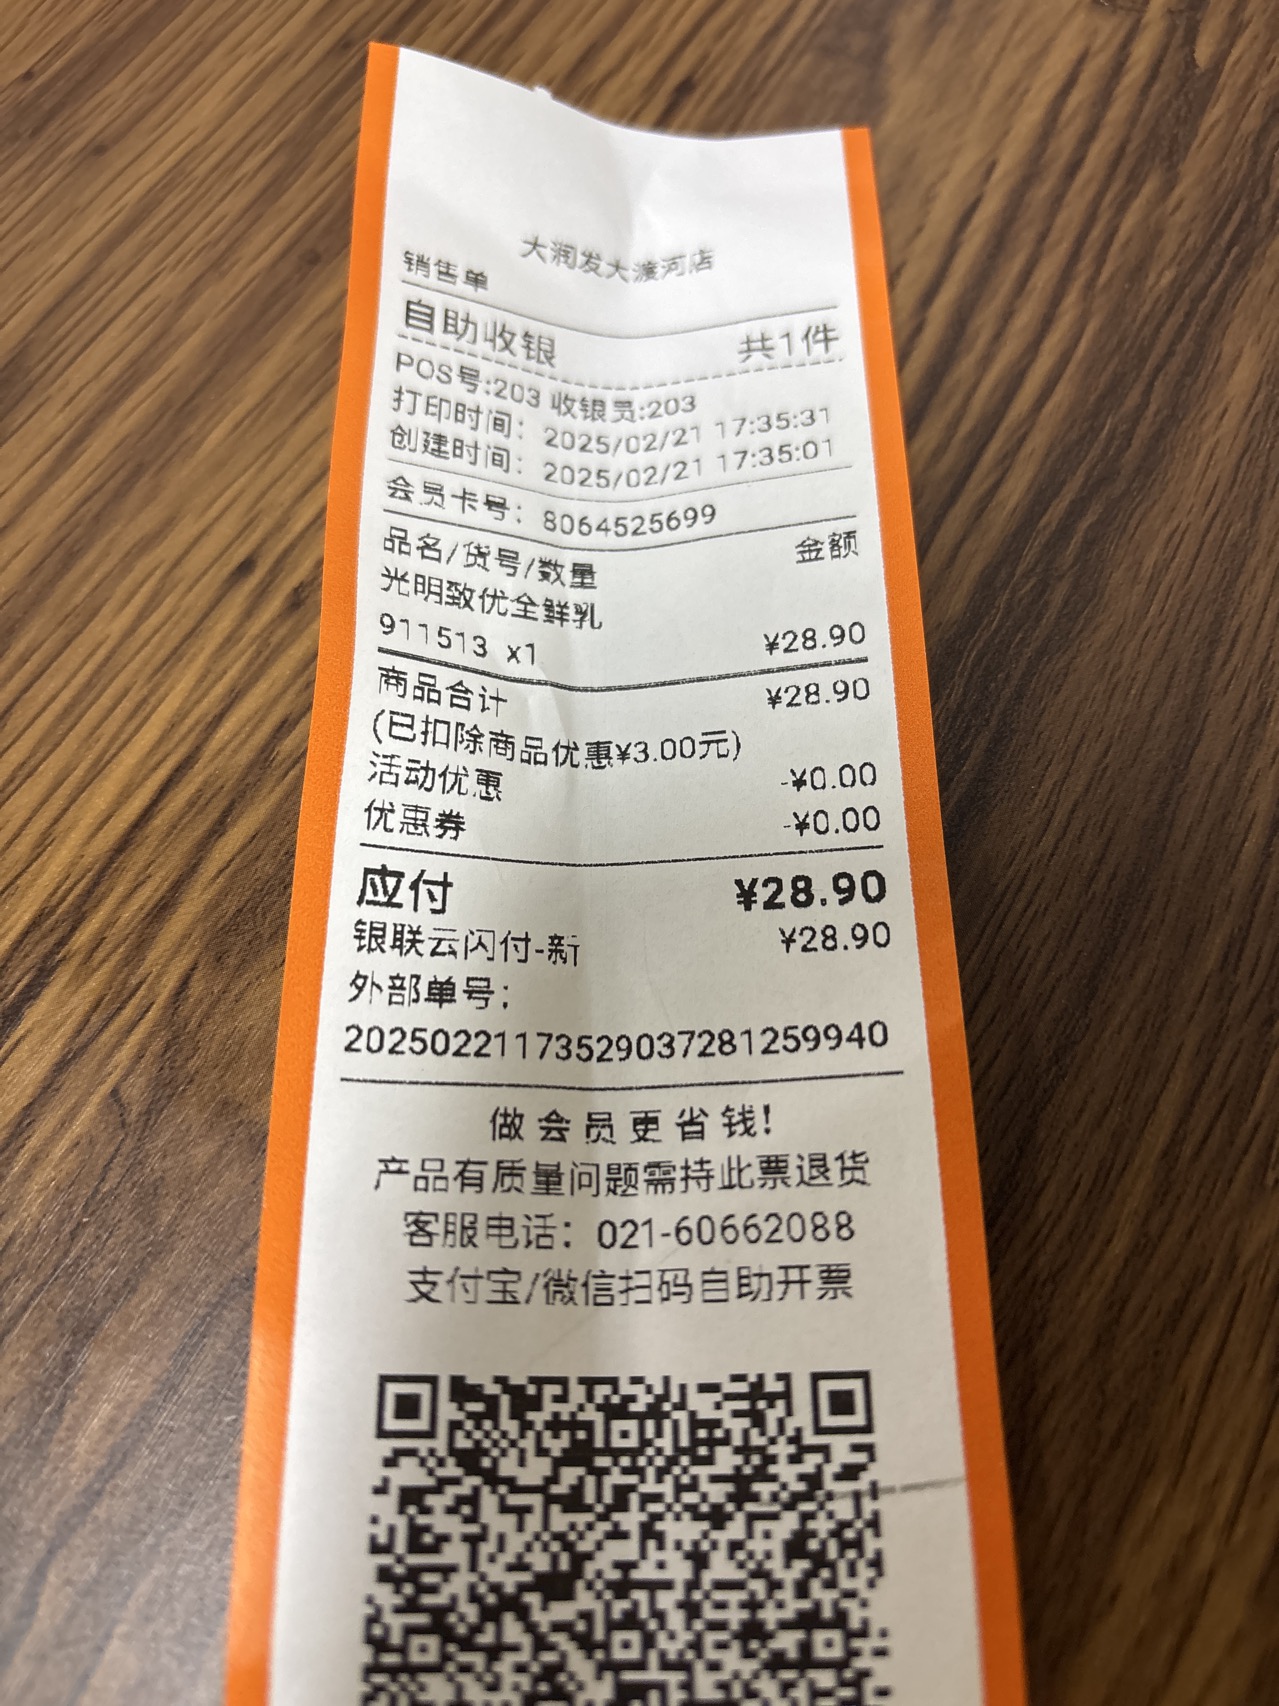 大润发大渡河店
销售单
自助收银 共1件
POS号:203 收银员:203
打印时间: 2025/02/21 17:35:31
创建时间: 2025/02/21 17:35:01
会员卡号: 8064525699
品名/货号/数量 金额
光明致优全鲜乳
911513 x1 ¥28.90
商品合计 ¥28.90
(已扣除商品优惠¥3.00元)
活动优惠 -¥0.00
优惠券 -¥0.00
应付 ¥28.90
银联云闪付-新 ¥28.90
外部单号:
2025022117352903728125​9940
做会员更省钱!
产品有质量问题需持此票退货
客服电话: 021-60662088
支付宝/微信扫码自助开票